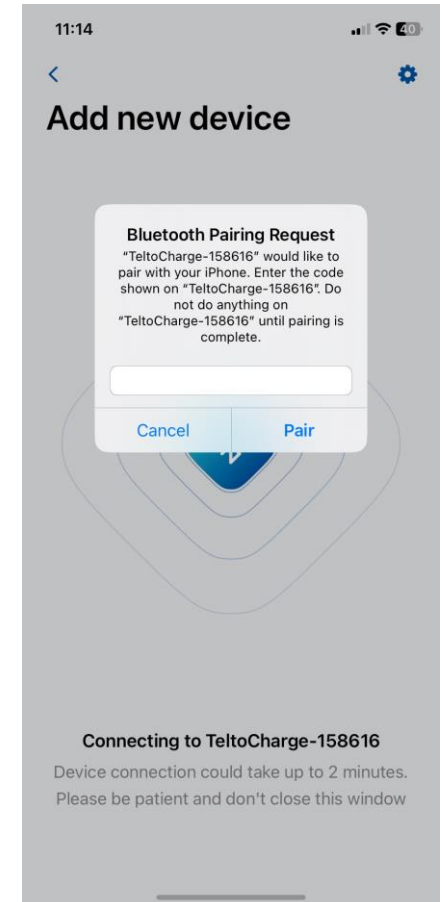 11:14
40
Add new device
Bluetooth Pairing Request
"TeltoCharge-158616" would like to
pair with your iPhone. Enter the code
shown on "TeltoCharge-158616". Do
not do anything on
"TeltoCharge-158616" until pairing is
complete.
Cancel Pair
Connecting to TeltoCharge-158616
Device connection could take up to 2 minutes.
Please be patient and don't close this window